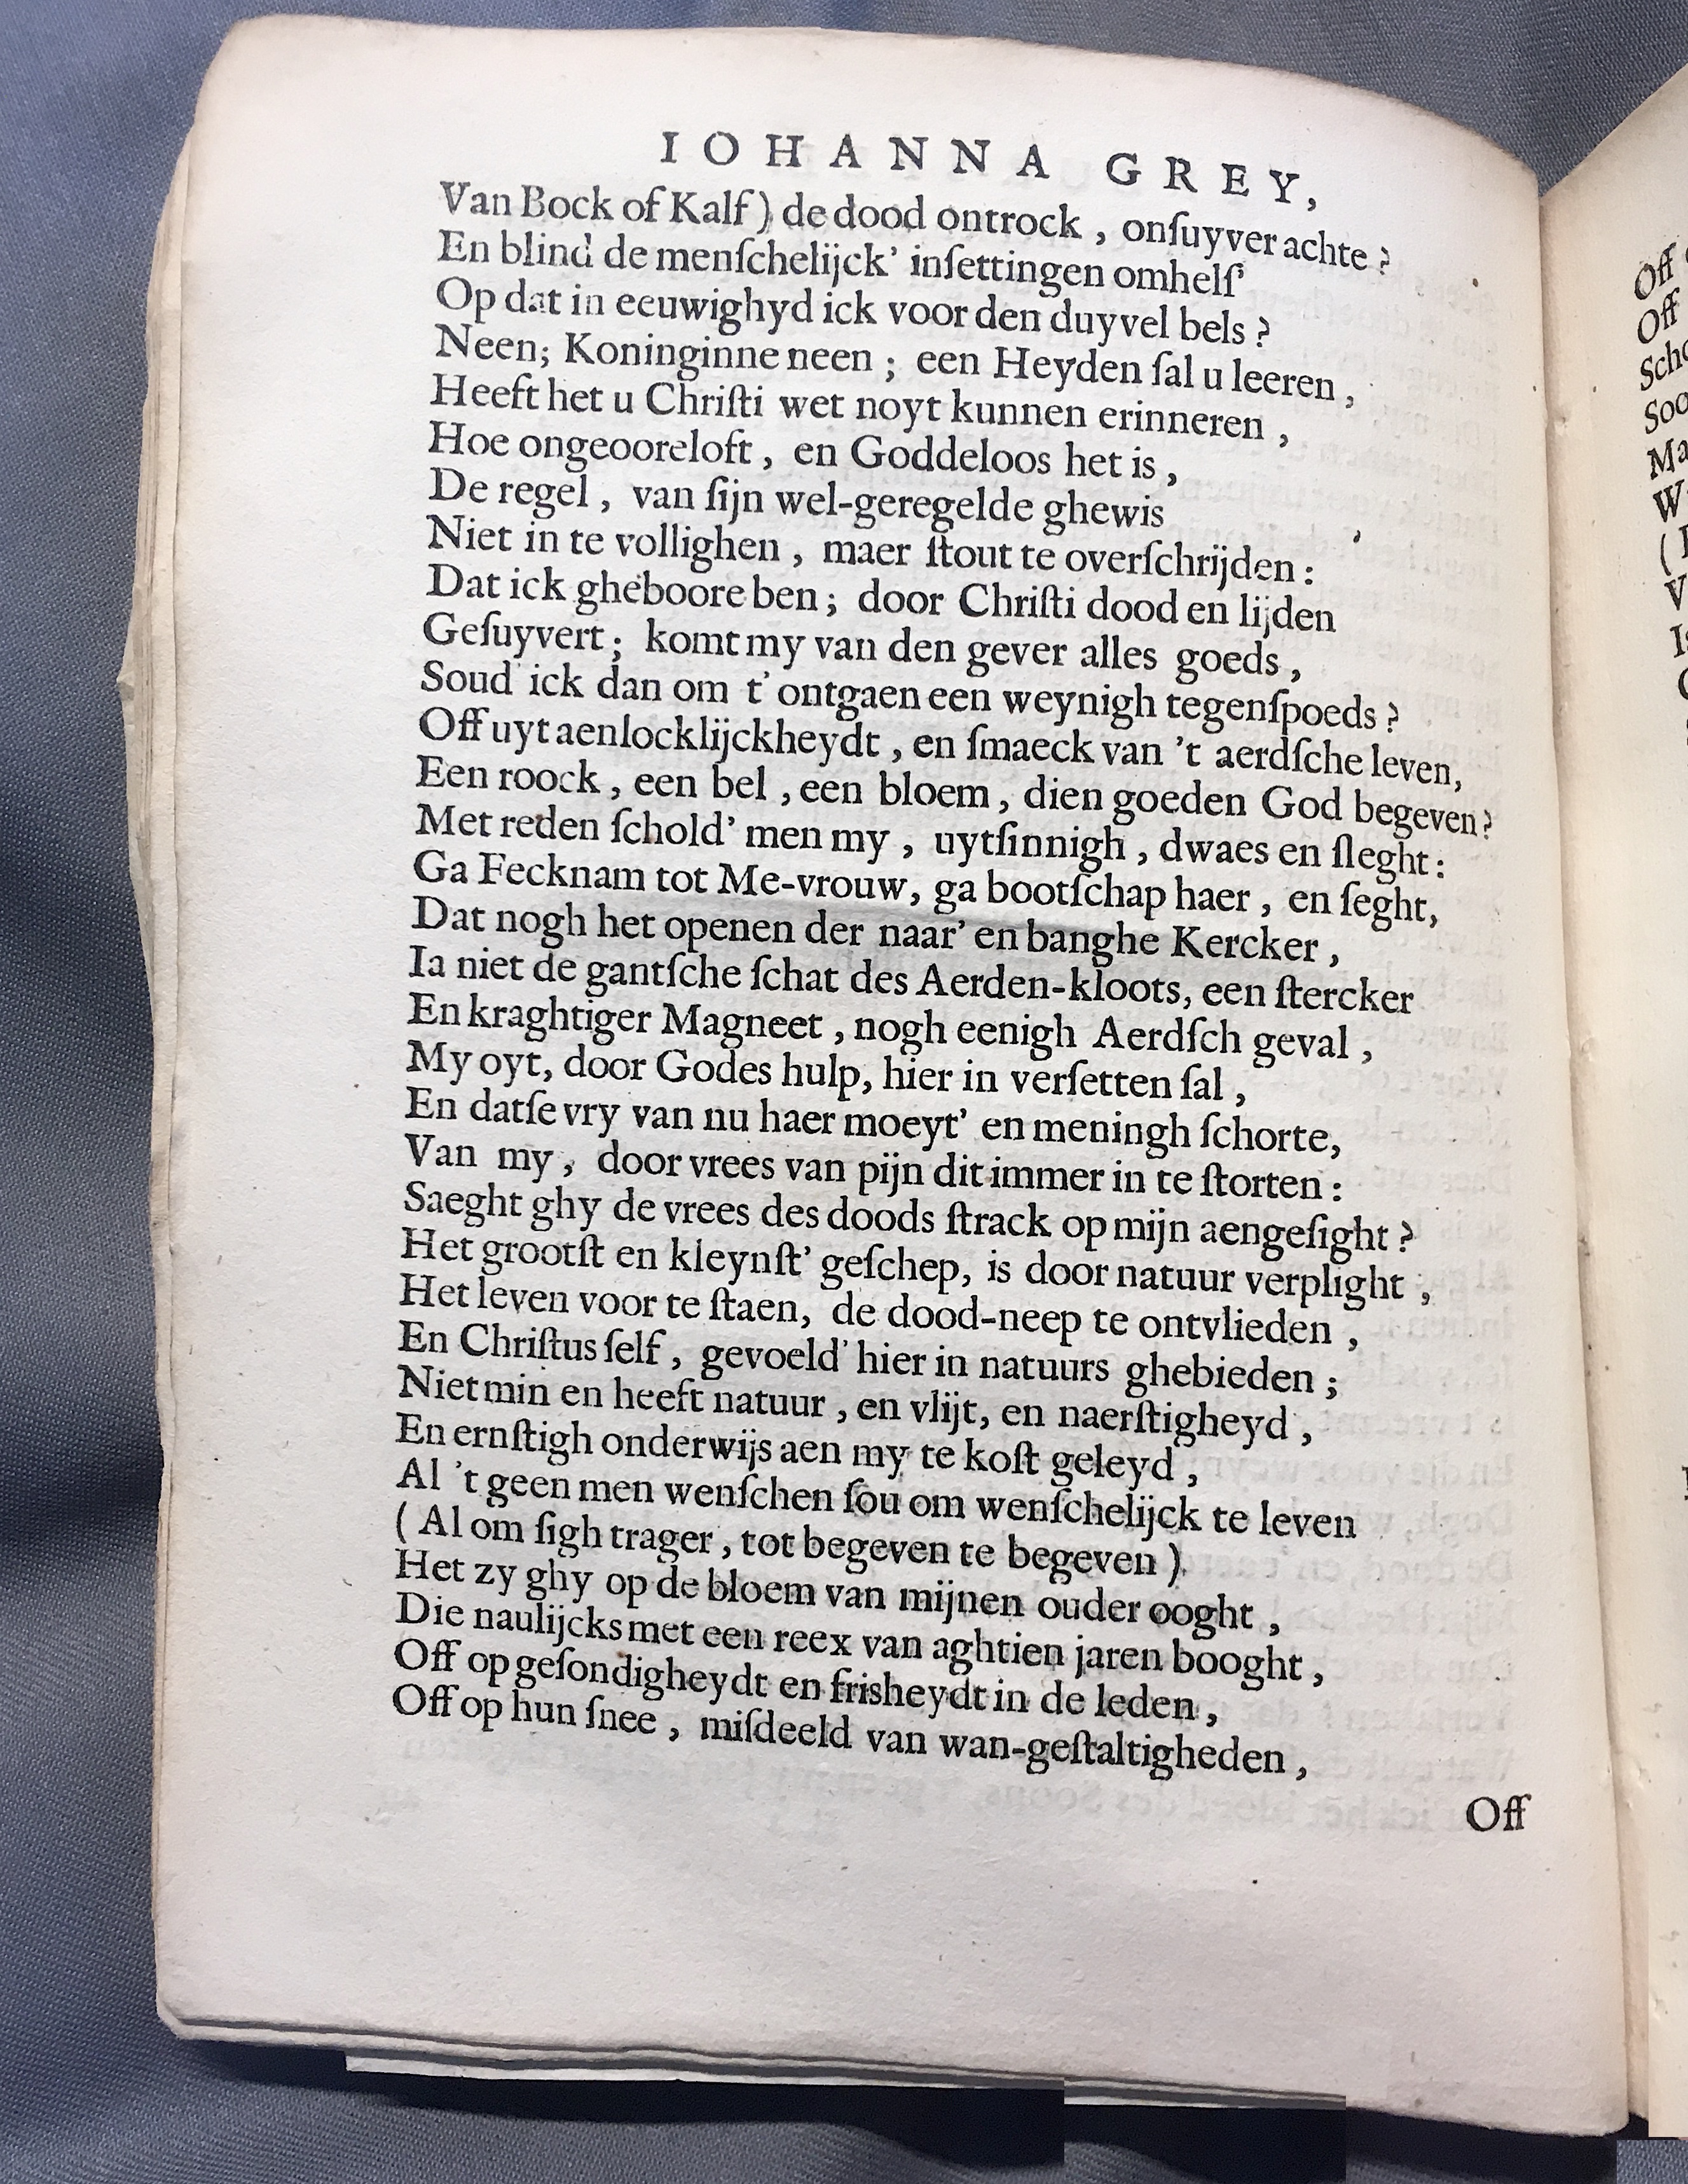 IOHANNA GREY,
Van Bock of Kalf) de dood ontrock, onſuyver achte?
En blind de menſchelijck' inſettingen omhelſ'
Op dat in eeuwighyd ick voor den duyvel bels?
Neen; Koninginne neen; een Heyden ſal u leeren,
Heeft het u Chriſti wet noyt kunnen erinneren,
Hoe ongeooreloft, en Goddeloos het is,
De regel, van ſijn wel-geregelde ghewis
Niet in te vollighen, maer ſtout te overſchrijden:
Dat ick gheboore ben; door Chriſti dood en lijden
Geſuyvert; komt my van den gever alles goeds,
Soud' ick dan om t' ontgaen een weynigh tegenſpoeds?
Off uyt aenlocklijckheydt, en ſmaeck van 't aerdſche leven,
Een roock, een bel, een bloem, dien goeden God begeven?
Met reden ſchold' men my, uytſinnigh, dwaes en ſleght:
Ga Fecknam tot Me-vrouw, ga bootſchap haer, en ſeght,
Dat nogh het openen der naar' en banghe Kercker,
Ia niet de gantſche ſchat des Aerden-kloots, een ſtercker
En kraghtiger Magneet, nogh eenigh Aerdſch geval,
My oyt, door Godes hulp, hier in verſetten ſal,
En datſe vry van nu haer moeyt' en meningh ſchorte,
Van my, door vrees van pijn dit immer in te ſtorten:
Saeght ghy de vrees des doods ſtrack op mijn aengeſight?
Het grootſt en kleynſt' geſchep, is door natuur verplight,
Het leven voor te ſtaen, de dood-neep te ontvlieden,
En Chriſtus ſelf, gevoeld' hier in natuurs ghebieden;
Niet min en heeft natuur, en vlijt, en naerſtigheyd,
En ernſtigh onderwijs aen my te koſt geleyd,
Al 't geen men wenſchen ſou om wenſchelijck te leven
(Al om ſigh trager, tot begeven te begeven)
Het zy ghy op de bloem van mijnen ouder ooght,
Die naulijcks met een reex van aghtien jaren booght,
Off op geſondigheydt en frisheydt in de leden,
Off op hun ſnee, miſdeeld van wan-geſtaltigheden,
Off
Off
Off